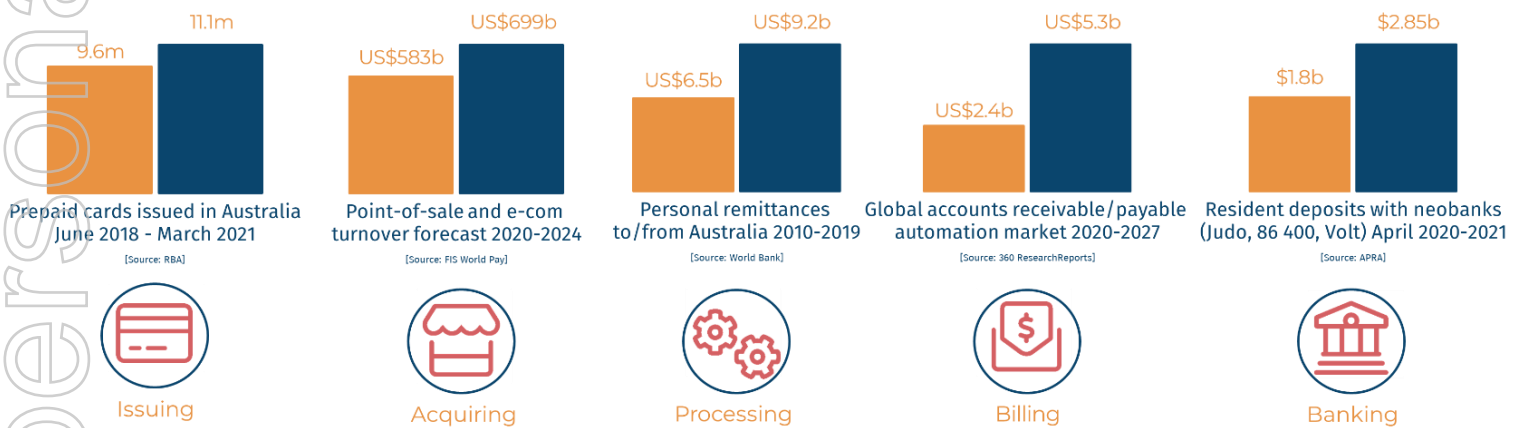 9.6m
11.1m
Prepaid cards issued in Australia
June 2018 - March 2021
[Source: RBA]
Issuing
US$583b
US$699b
Point-of-sale and e-com
turnover forecast 2020-2024
[Source: FIS World Pay]
Acquiring
US$6.5b
US$9.2b
Personal remittances
to/from Australia 2010-2019
[Source: World Bank]
Processing
US$2.4b
US$5.3b
Global accounts receivable/payable
automation market 2020-2027
[Source: 360 ResearchReports]
$
Billing
$1.8b
$2.85b
Resident deposits with neobanks
(Judo, 86 400, Volt) April 2020-2021
[Source: APRA]
Banking
persona